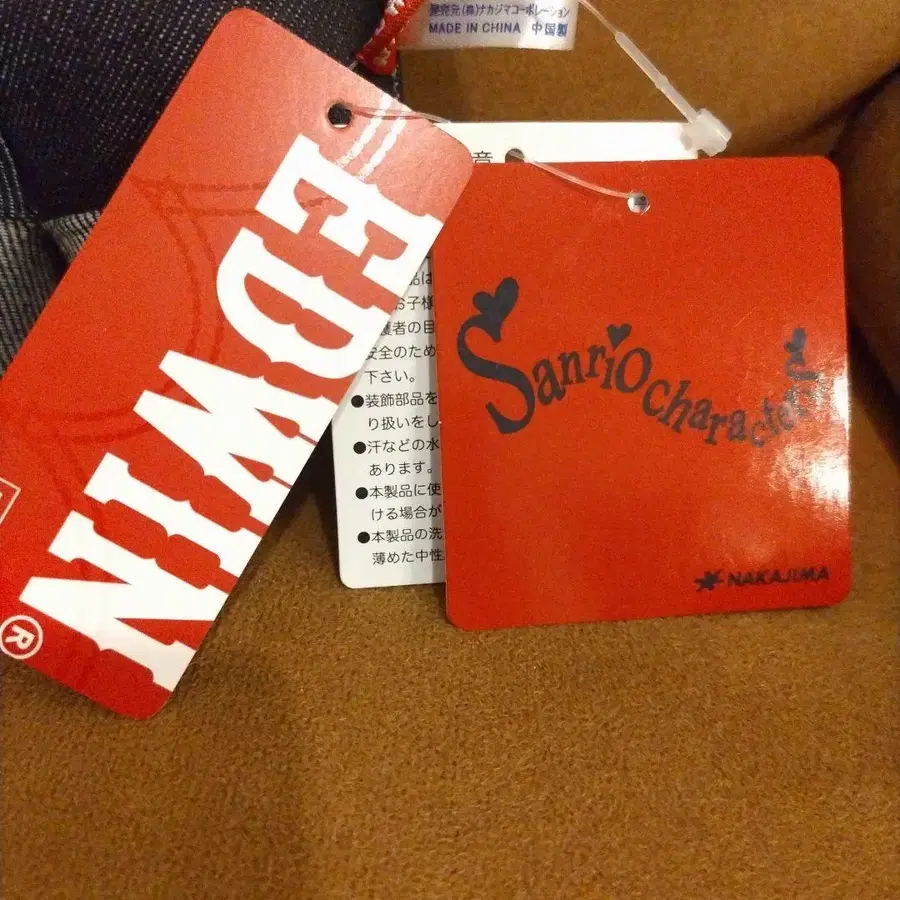 発売元(株)ナカジマコーポレーション
MADE IN CHINA 中国製
EDWIN
®
音
品は
お子様
護者の目
安全のため
下さい。
●装飾部品を
り扱いをし
●汗などの水
あります。
●本製品に使
ける場合が
●本製品の洗
薄めた中性
Sanrio characters
NAKAJIMA